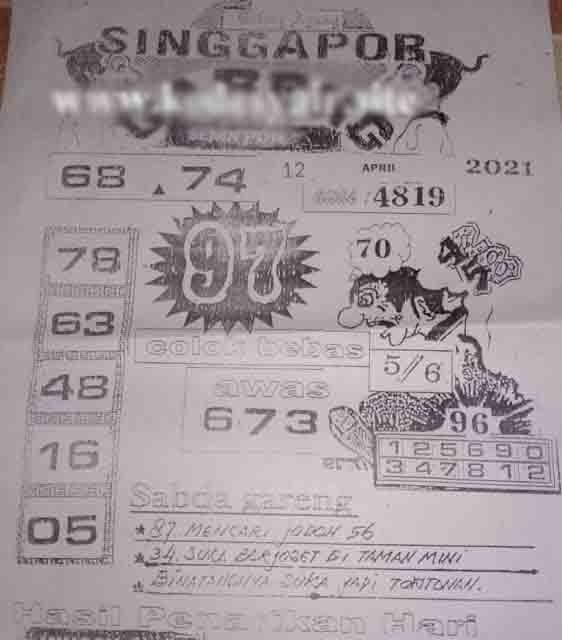 SINGGAPOR
68 74
12 APRIL 2021
4819
78
97
70
63
colok bebas
5/6
48
awas
673
96
1 2 5 6 9 0
3 4 7 8 1 2
16
05
Sabda gareng
* 87 MENCARI JODOH 56
* 34. SUKA BERJOGET DI TAMAN MINI
* BINATANGNYA SUKA JADI TONTONAN.
Hasil Penarikan Hari